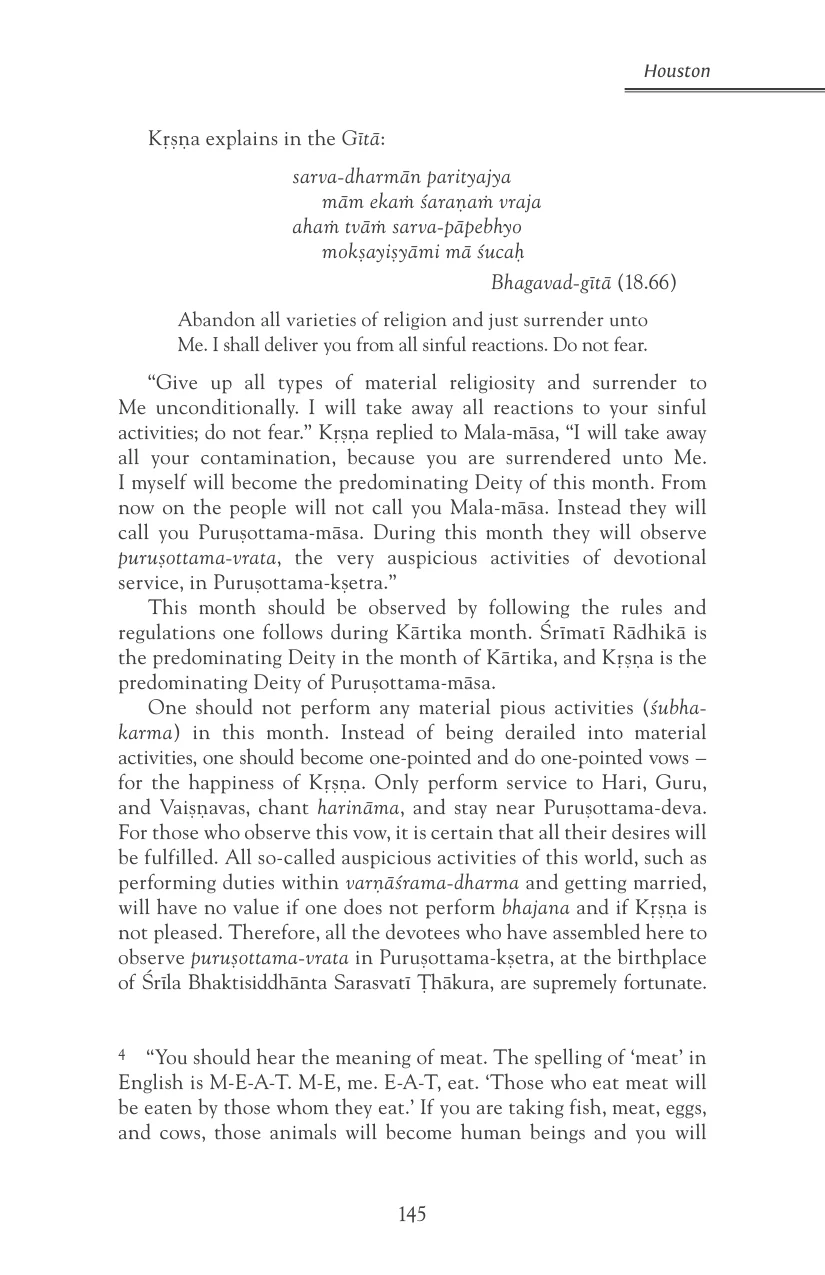 Houston
Kṛṣṇa explains in the Gītā:
sarva-dharmān parityajya
mām ekaṁ śaraṇaṁ vraja
ahaṁ tvāṁ sarva-pāpebhyo
mokṣayiṣyāmi mā śucaḥ
Bhagavad-gītā (18.66)
Abandon all varieties of religion and just surrender unto
Me. I shall deliver you from all sinful reactions. Do not fear.
“Give up all types of material religiosity and surrender to
Me unconditionally. I will take away all reactions to your sinful
activities; do not fear.” Kṛṣṇa replied to Mala-māsa, “I will take away
all your contamination, because you are surrendered unto Me.
I myself will become the predominating Deity of this month. From
now on the people will not call you Mala-māsa. Instead they will
call you Puruṣottama-māsa. During this month they will observe
puruṣottama-vrata, the very auspicious activities of devotional
service, in Puruṣottama-kṣetra.”
This month should be observed by following the rules and
regulations one follows during Kārtika month. Śrīmatī Rādhikā is
the predominating Deity in the month of Kārtika, and Kṛṣṇa is the
predominating Deity of Puruṣottama-māsa.
One should not perform any material pious activities (śubha-
karma) in this month. Instead of being derailed into material
activities, one should become one-pointed and do one-pointed vows –
for the happiness of Kṛṣṇa. Only perform service to Hari, Guru,
and Vaiṣṇavas, chant harināma, and stay near Puruṣottama-deva.
For those who observe this vow, it is certain that all their desires will
be fulfilled. All so-called auspicious activities of this world, such as
performing duties within varṇāśrama-dharma and getting married,
will have no value if one does not perform bhajana and if Kṛṣṇa is
not pleased. Therefore, all the devotees who have assembled here to
observe puruṣottama-vrata in Puruṣottama-kṣetra, at the birthplace
of Śrīla Bhaktisiddhānta Sarasvatī Ṭhākura, are supremely fortunate.
4 “You should hear the meaning of meat. The spelling of ‘meat’ in
English is M-E-A-T. M-E, me. E-A-T, eat. ‘Those who eat meat will
be eaten by those whom they eat.’ If you are taking fish, meat, eggs,
and cows, those animals will become human beings and you will
145